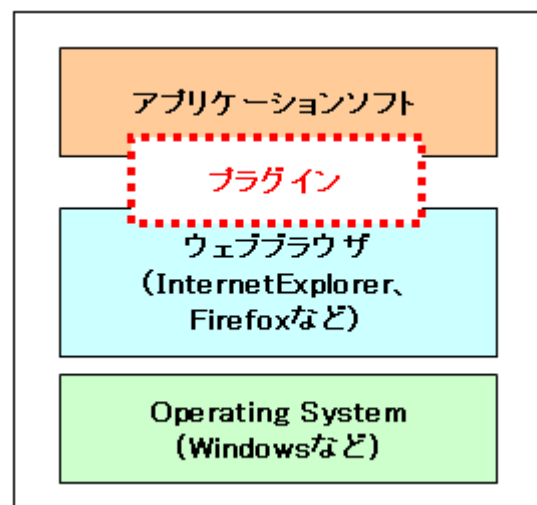 アプリケーションソフト
プラグイン
ウェブブラウザ
（InternetExplorer、
Firefoxなど）
Operating System
（Windowsなど）